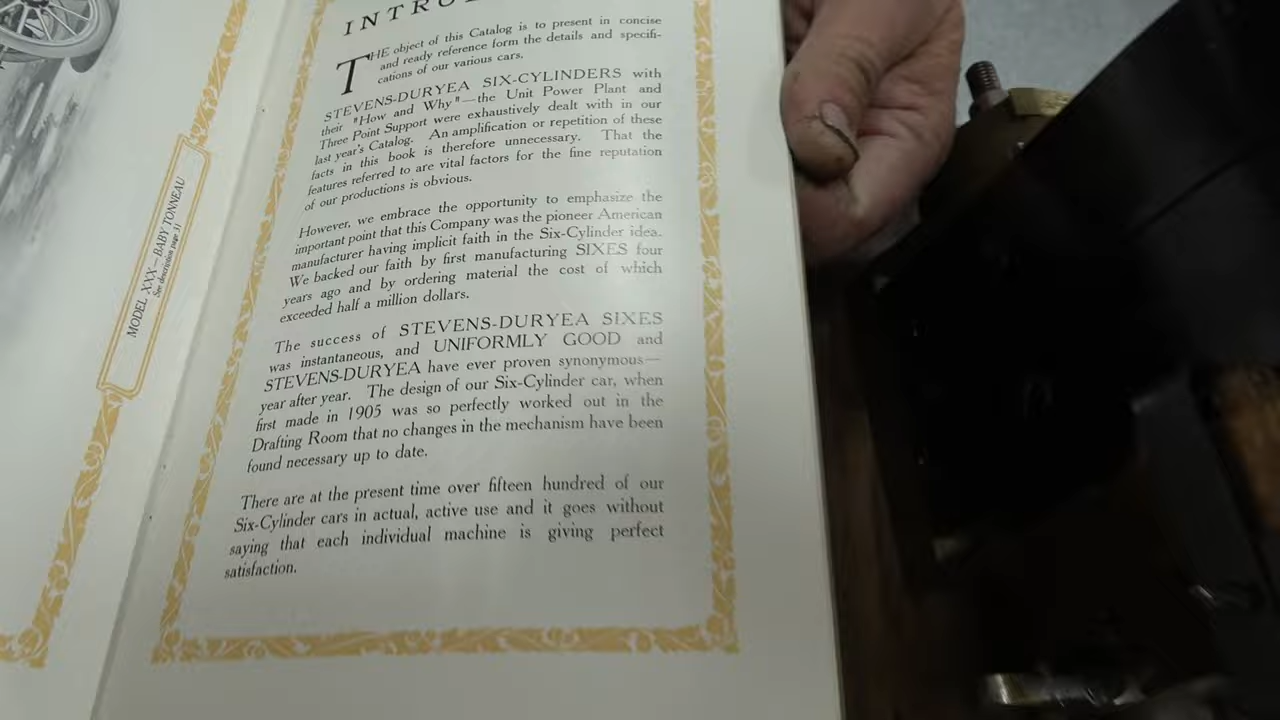 MODEL XXX—BABY TONNEAU
See description page 31
INTRO
THE object of this Catalog is to present in concise
and ready reference form the details and specifi-
cations of our various cars.
STEVENS-DURYEA SIX-CYLINDERS with
their "How and Why"—the Unit Power Plant and
Three Point Support were exhaustively dealt with in our
last year's Catalog. An amplification or repetition of these
facts in this book is therefore unnecessary. That the
features referred to are vital factors for the fine reputation
of our productions is obvious.
However, we embrace the opportunity to emphasize the
important point that this Company was the pioneer American
manufacturer having implicit faith in the Six-Cylinder idea.
We backed our faith by first manufacturing SIXES four
years ago and by ordering material the cost of which
exceeded half a million dollars.
The success of STEVENS-DURYEA SIXES
was instantaneous, and UNIFORMLY GOOD and
STEVENS-DURYEA have ever proven synonymous—
year after year. The design of our Six-Cylinder car, when
first made in 1905 was so perfectly worked out in the
Drafting Room that no changes in the mechanism have been
found necessary up to date.
There are at the present time over fifteen hundred of our
Six-Cylinder cars in actual, active use and it goes without
saying that each individual machine is giving perfect
satisfaction.